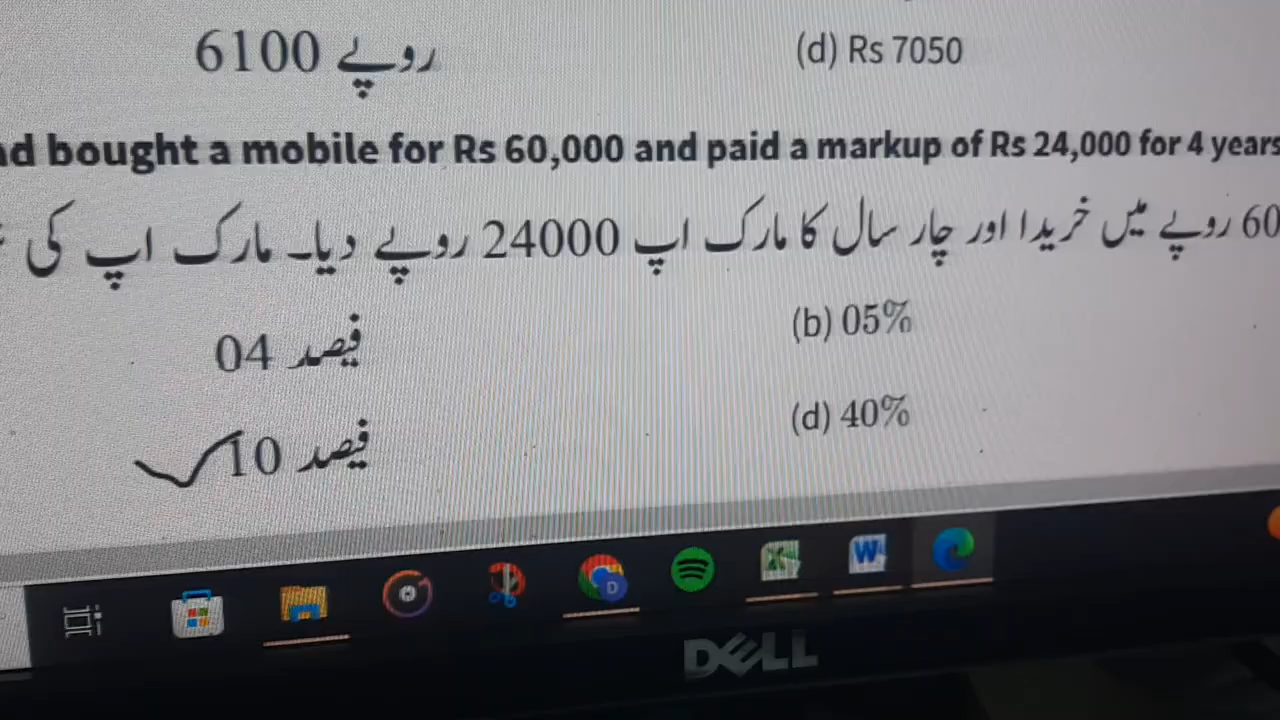 6100 روپے
(d) Rs 7050
bought a mobile for Rs 60,000 and paid a markup of Rs 24,000 for 4 years
60 روپے میں خریدا اور چار سال کا مارک اپ 24000 روپے دیا۔ مارک اپ کی
04 فیصد
(b) 05%
10 فیصد
(d) 40%
D
W
DELL